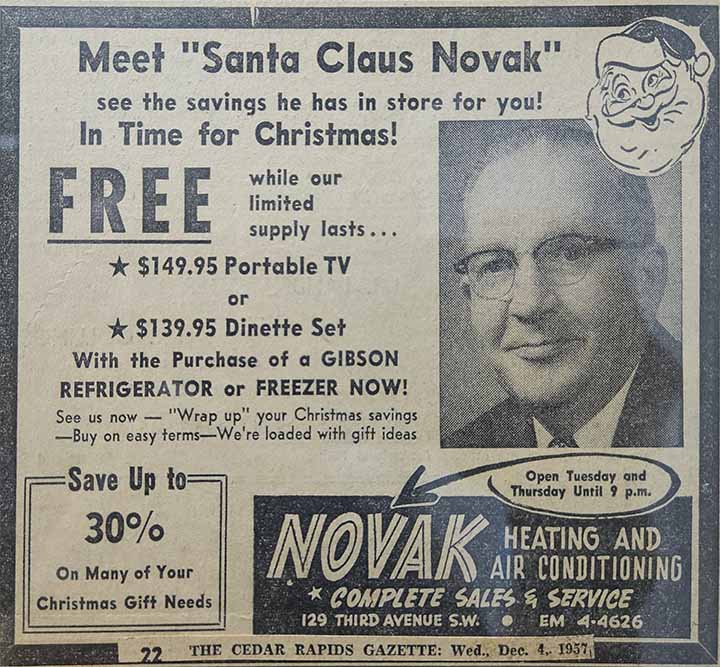 Meet "Santa Claus Novak"
see the savings he has in store for you!
In Time for Christmas!
FREE
while our
limited
supply lasts...
★ $149.95 Portable TV
or
★ $139.95 Dinette Set
With the Purchase of a GIBSON
REFRIGERATOR or FREEZER NOW!
See us now — "Wrap up" your Christmas savings
—Buy on easy terms—We're loaded with gift ideas
Save Up to
30%
On Many of Your
Christmas Gift Needs
Open Tuesday and
Thursday Until 9 p.m.
NOVAK
HEATING AND
AIR CONDITIONING
★ COMPLETE SALES & SERVICE
129 THIRD AVENUE S.W. ● EM 4-4626
22 THE CEDAR RAPIDS GAZETTE: Wed., Dec. 4, 1957